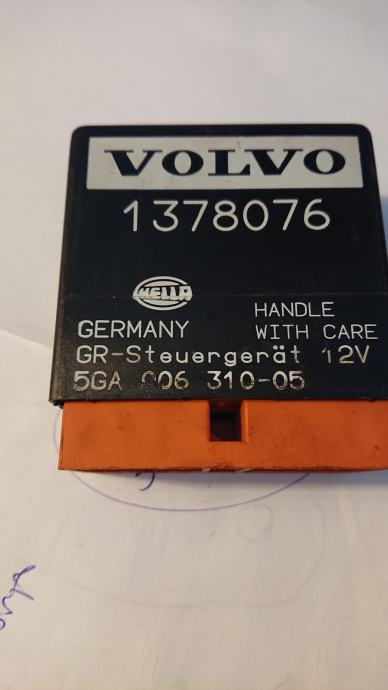 VOLVO
1378076
HELLA
HANDLE
GERMANY WITH CARE
GR-Steuergerät 12V
5GA 006 310-05